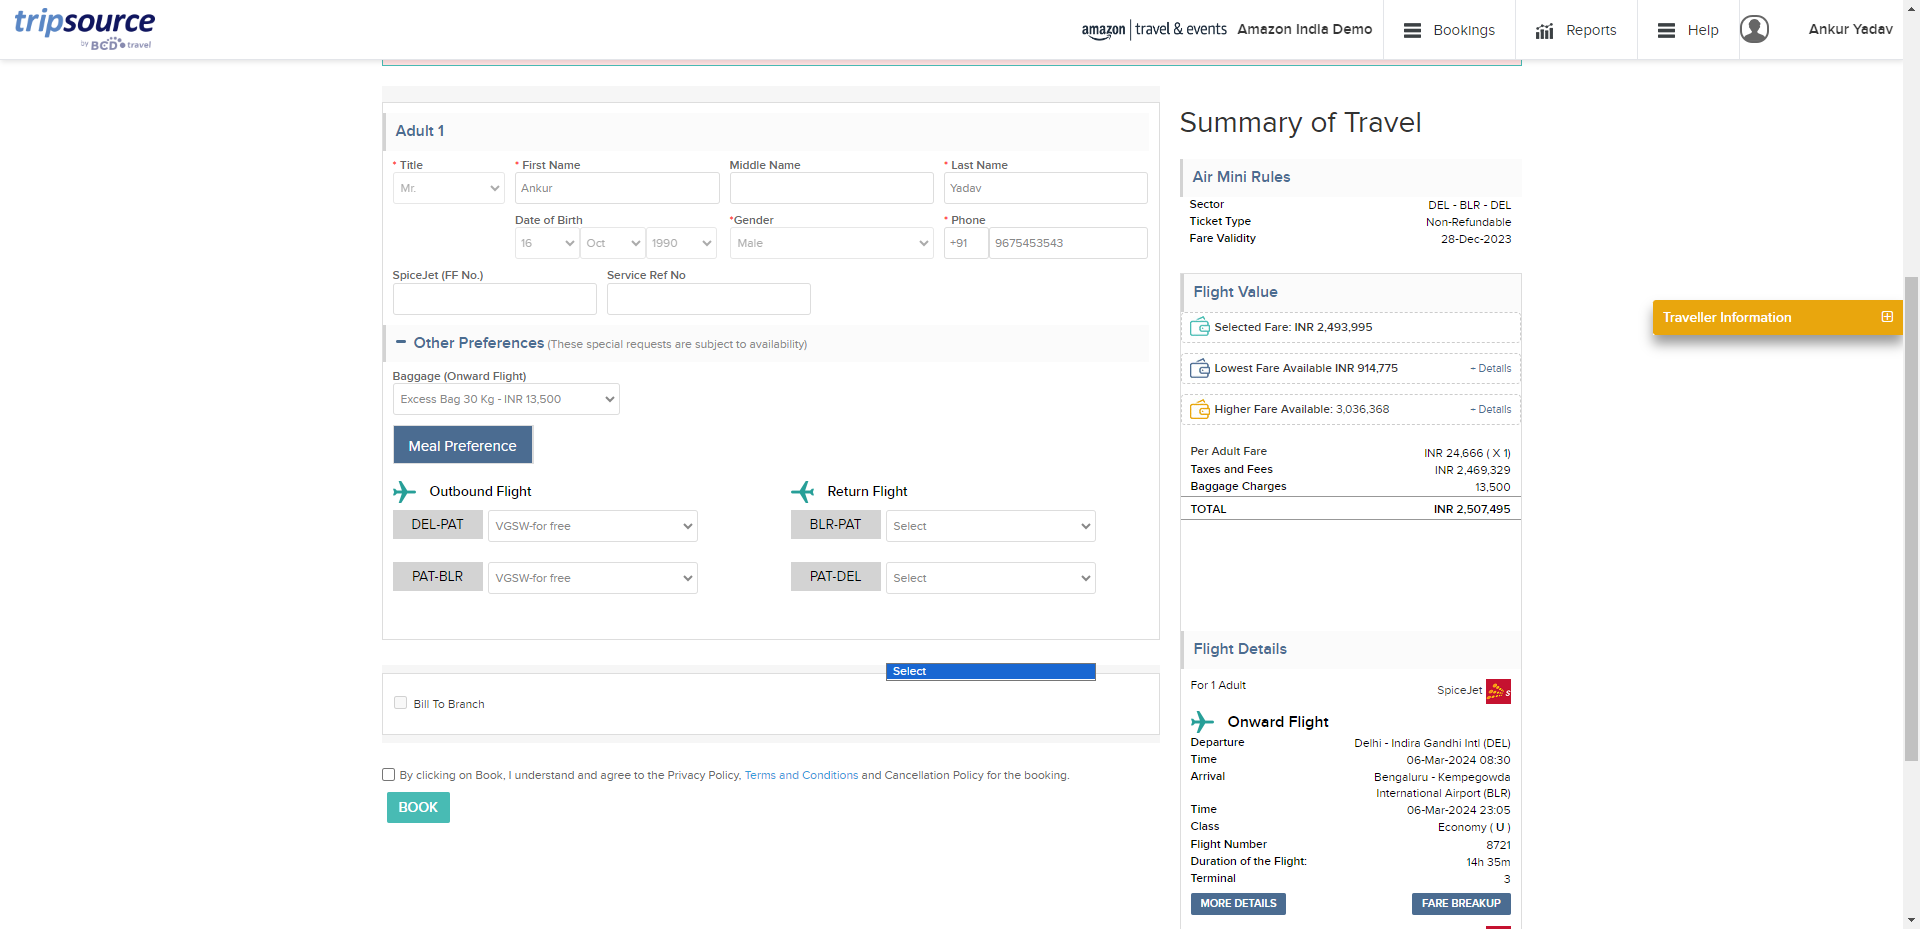 tripsource
by BCD travel
amazon | travel & events Amazon India Demo
Bookings
Reports
Help
Ankur Yadav
Adult 1
* Title
* First Name
Middle Name
* Last Name
Mr.
Ankur
Yadav
Date of Birth
*Gender
* Phone
16
Oct
1990
Male
+91
9675453543
SpiceJet (FF No.)
Service Ref No
Other Preferences (These special requests are subject to availability)
Baggage (Onward Flight)
Excess Bag 30 Kg - INR 13,500
Meal Preference
Outbound Flight
Return Flight
DEL-PAT
VGSW-for free
BLR-PAT
Select
PAT-BLR
VGSW-for free
PAT-DEL
Select
Select
Bill To Branch
By clicking on Book, I understand and agree to the Privacy Policy, Terms and Conditions and Cancellation Policy for the booking.
BOOK
Summary of Travel
Air Mini Rules
Sector DEL - BLR - DEL
Ticket Type Non-Refundable
Fare Validity 28-Dec-2023
Flight Value
Selected Fare: INR 2,493,995
Lowest Fare Available INR 914,775 + Details
Higher Fare Available: 3,036,368 + Details
Per Adult Fare INR 24,666 ( X 1)
Taxes and Fees INR 2,469,329
Baggage Charges 13,500
TOTAL INR 2,507,495
Flight Details
For 1 Adult SpiceJet
Onward Flight
Departure Delhi - Indira Gandhi Intl (DEL)
Time 06-Mar-2024 08:30
Arrival Bengaluru - Kempegowda
International Airport (BLR)
Time 06-Mar-2024 23:05
Class Economy ( U )
Flight Number 8721
Duration of the Flight: 14h 35m
Terminal 3
MORE DETAILS
FARE BREAKUP
Traveller Information